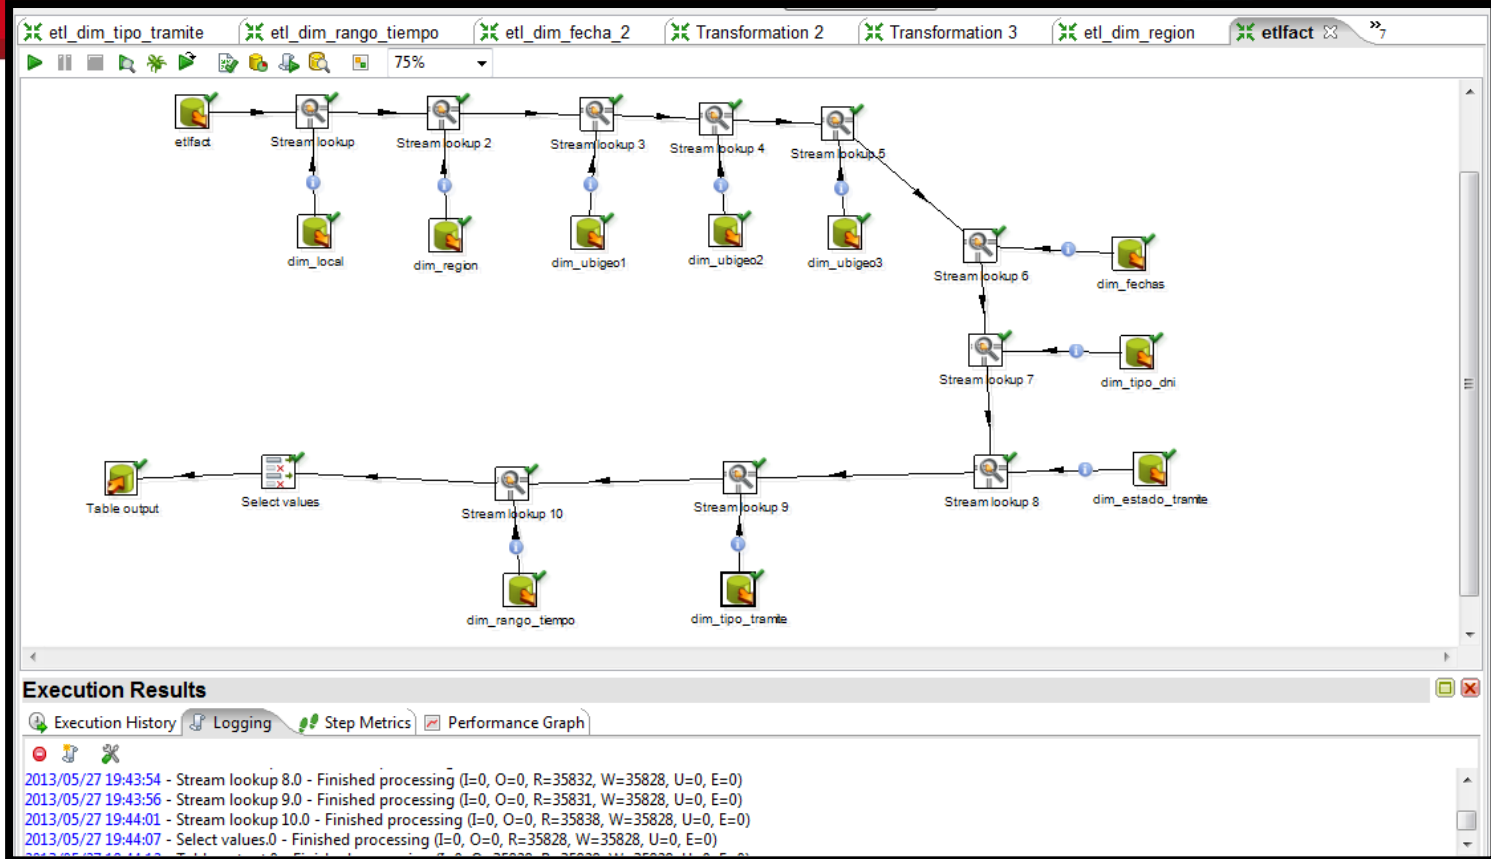 etl_dim_tipo_tramite etl_dim_rango_tiempo etl_dim_fecha_2 Transformation 2 Transformation 3 etl_dim_region etlfact »7
75%
etlfact Stream lookup Stream lookup 2 Stream lookup 3 Stream lookup 4 Stream lookup 5
dim_local dim_region dim_ubigeo1 dim_ubigeo2 dim_ubigeo3
Stream lookup 6 dim_fechas
Stream lookup 7 dim_tipo_dni
Table output Select values Stream lookup 10 Stream lookup 9 Stream lookup 8 dim_estado_tramite
dim_rango_tiempo dim_tipo_tramite
Execution Results
Execution History Logging Step Metrics Performance Graph
2013/05/27 19:43:54 - Stream lookup 8.0 - Finished processing (I=0, O=0, R=35832, W=35828, U=0, E=0)
2013/05/27 19:43:56 - Stream lookup 9.0 - Finished processing (I=0, O=0, R=35831, W=35828, U=0, E=0)
2013/05/27 19:44:01 - Stream lookup 10.0 - Finished processing (I=0, O=0, R=35838, W=35828, U=0, E=0)
2013/05/27 19:44:07 - Select values.0 - Finished processing (I=0, O=0, R=35828, W=35828, U=0, E=0)